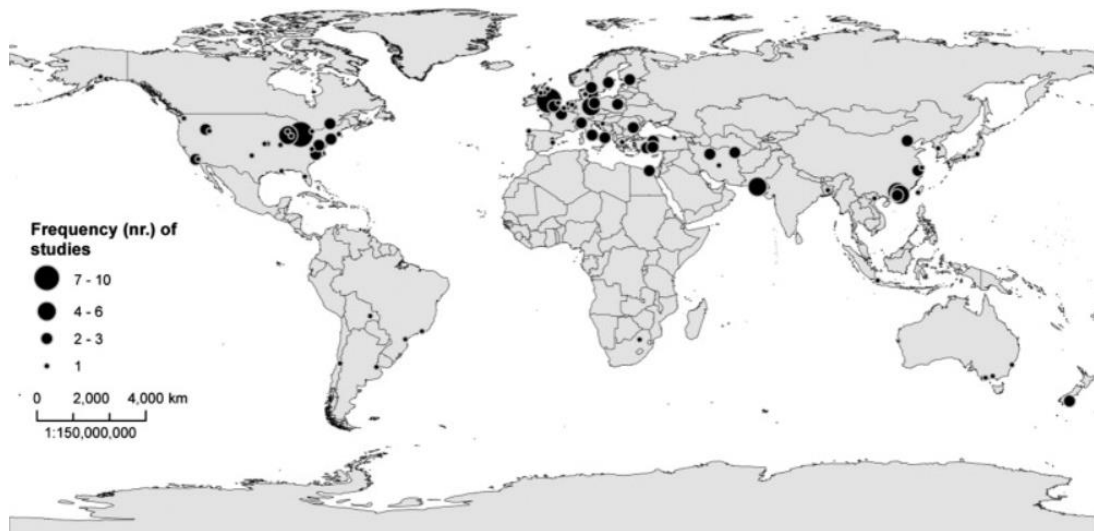 Frequency (nr.) of
studies
7 - 10
4 - 6
2 - 3
1
0 2,000 4,000 km
1:150,000,000